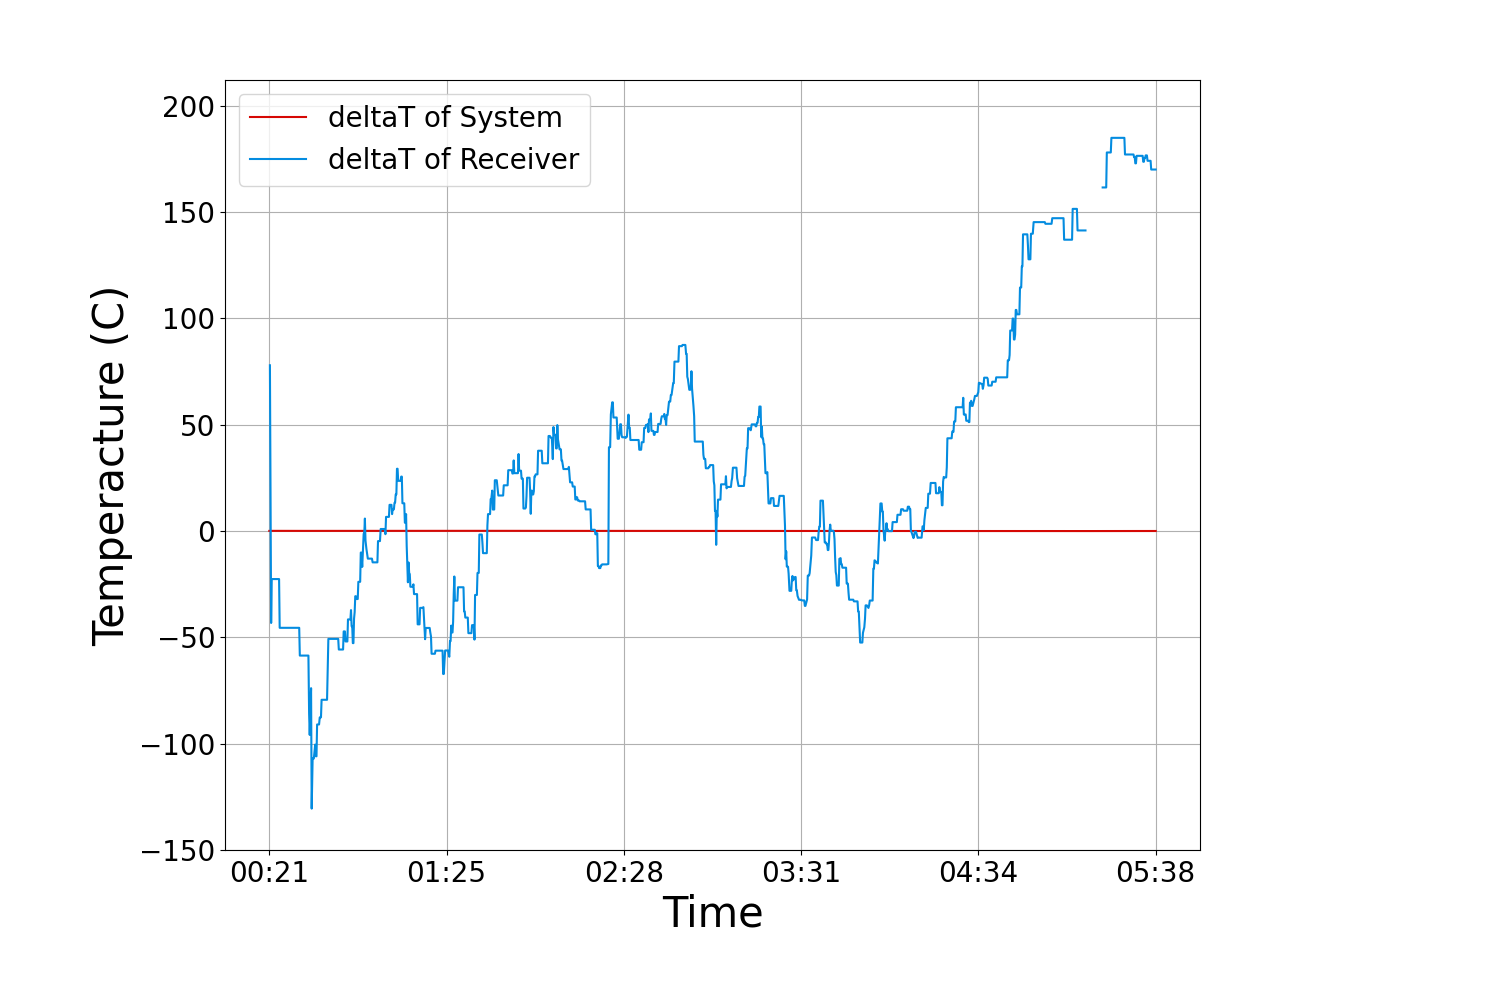 deltaT of System
deltaT of Receiver
200
150
100
50
0
−50
−100
−150
Temperacture (C)
00:21 01:25 02:28 03:31 04:34 05:38
Time